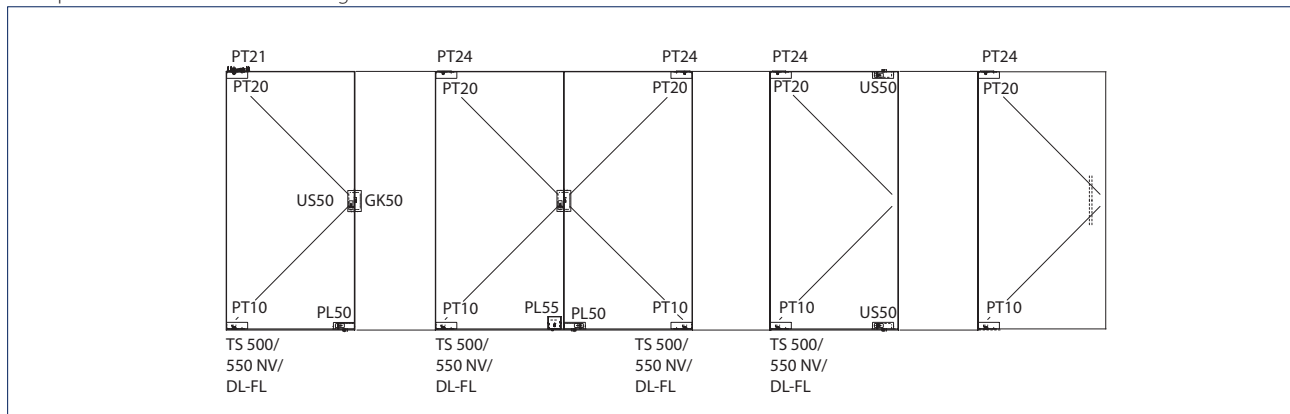 PT21
PT24
PT24
PT24
PT24
PT20
PT20
PT20
PT20
US50
PT20
US50
GK50
PT10
PL50
PT10
PL55
PL50
PT10
PT10
US50
PT10
TS 500/
550 NV/
DL-FL
TS 500/
550 NV/
DL-FL
TS 500/
550 NV/
DL-FL
TS 500/
550 NV/
DL-FL